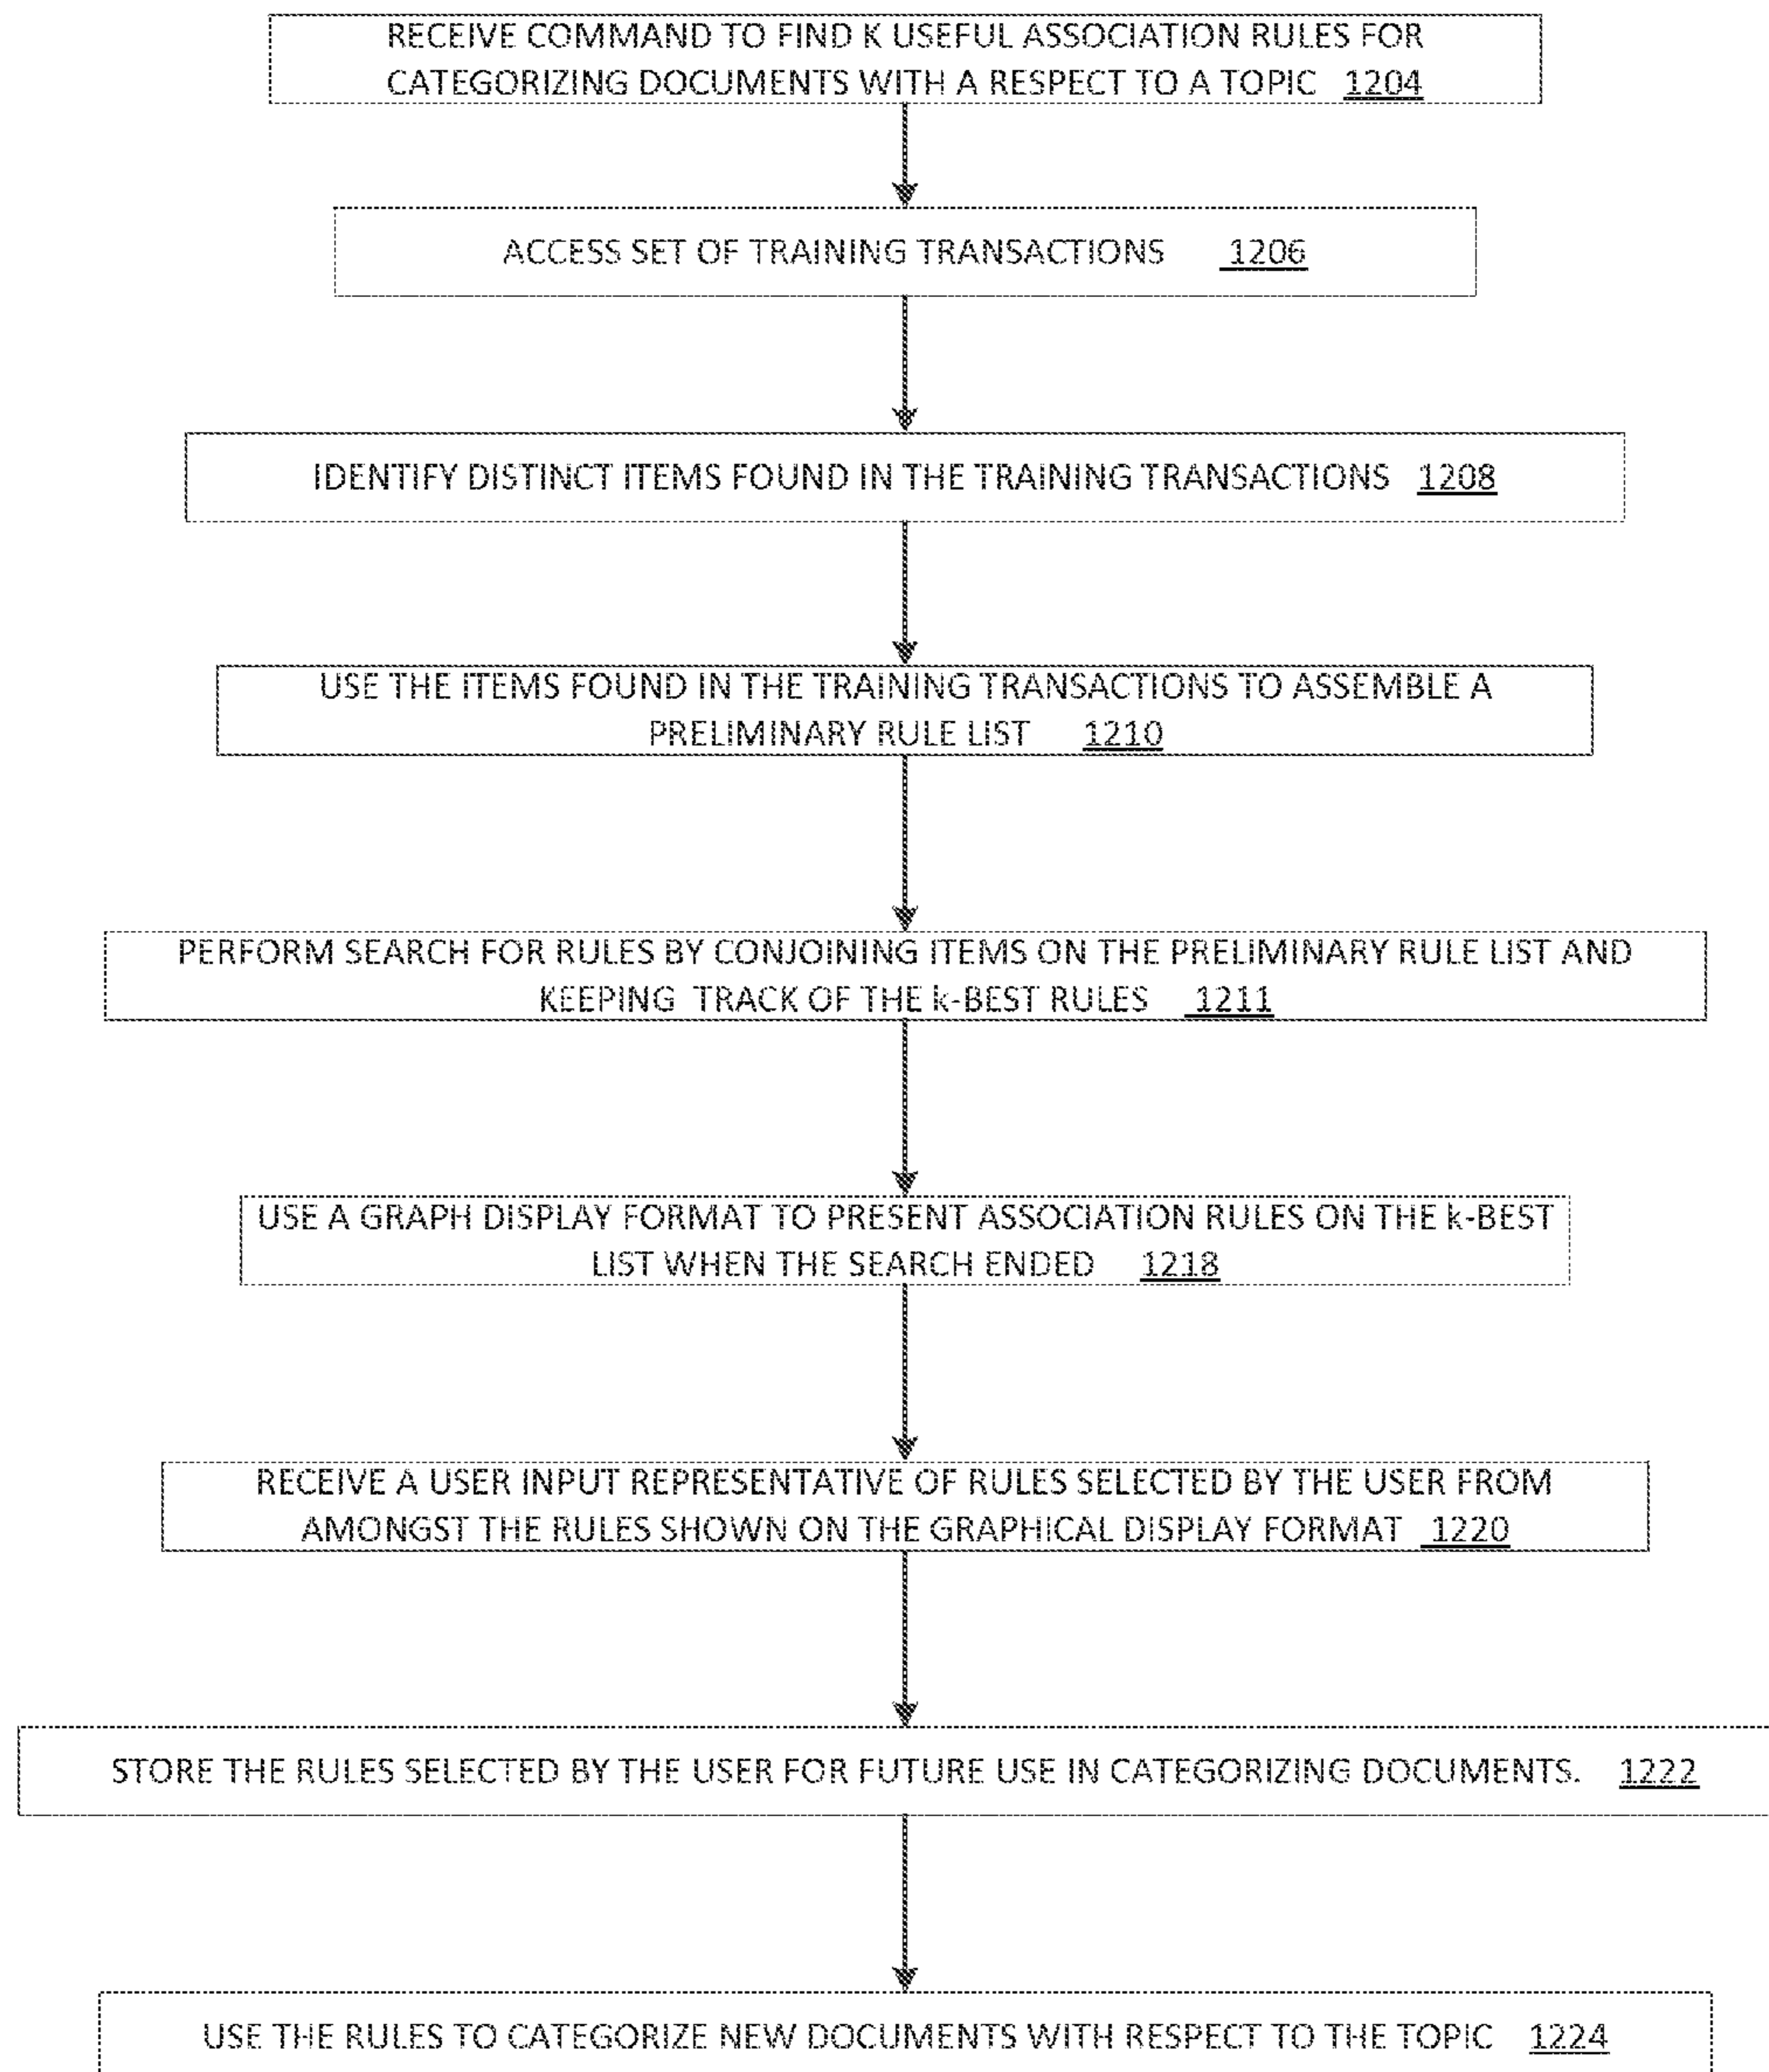 RECEIVE COMMAND TO FIND K USEFUL ASSOCIATION RULES FOR
CATEGORIZING DOCUMENTS WITH A RESPECT TO A TOPIC 1204
ACCESS SET OF TRAINING TRANSACTIONS 1206
IDENTIFY DISTINCT ITEMS FOUND IN THE TRAINING TRANSACTIONS 1208
USE THE ITEMS FOUND IN THE TRAINING TRANSACTIONS TO ASSEMBLE A
PRELIMINARY RULE LIST 1210
PERFORM SEARCH FOR RULES BY CONJOINING ITEMS ON THE PRELIMINARY RULE LIST AND
KEEPING TRACK OF THE k-BEST RULES 1211
USE A GRAPH DISPLAY FORMAT TO PRESENT ASSOCIATION RULES ON THE k-BEST
LIST WHEN THE SEARCH ENDED 1218
RECEIVE A USER INPUT REPRESENTATIVE OF RULES SELECTED BY THE USER FROM
AMONGST THE RULES SHOWN ON THE GRAPHICAL DISPLAY FORMAT 1220
STORE THE RULES SELECTED BY THE USER FOR FUTURE USE IN CATEGORIZING DOCUMENTS. 1222
USE THE RULES TO CATEGORIZE NEW DOCUMENTS WITH RESPECT TO THE TOPIC 1224